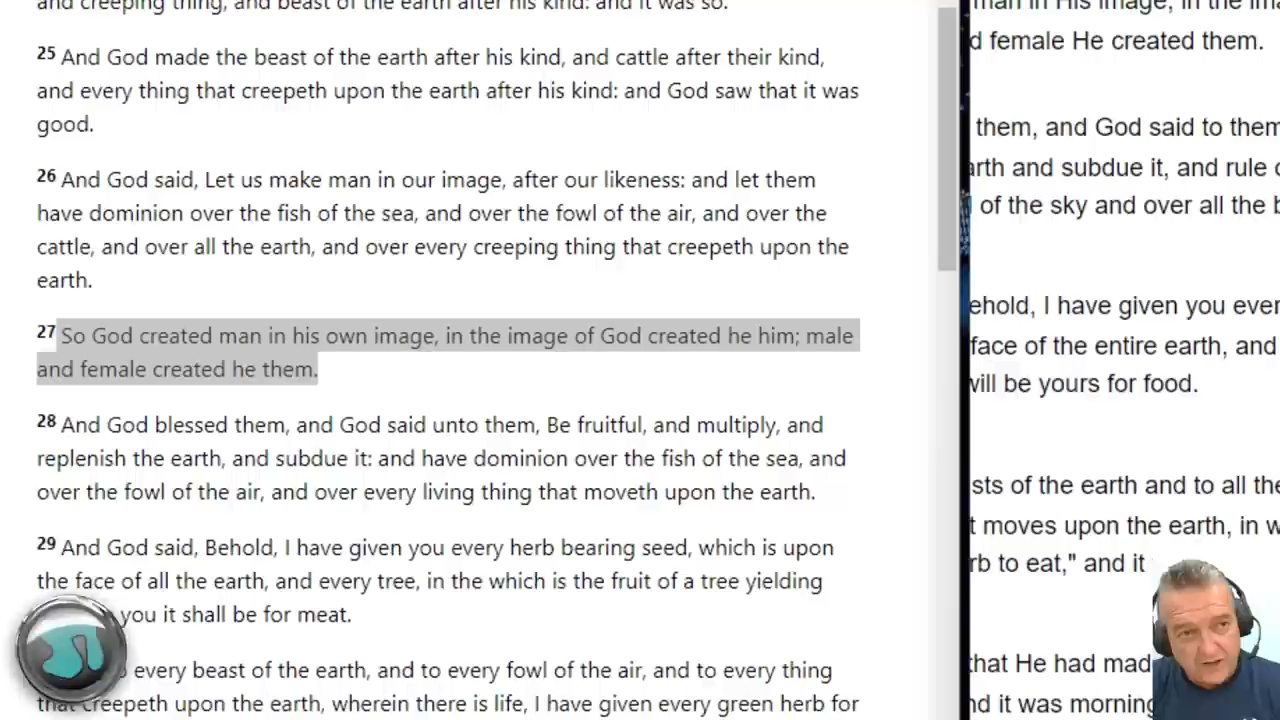 and creeping thing, and beast of the earth after his kind: and it was so.
25 And God made the beast of the earth after his kind, and cattle after their kind,
and every thing that creepeth upon the earth after his kind: and God saw that it was
good.
26 And God said, Let us make man in our image, after our likeness: and let them
have dominion over the fish of the sea, and over the fowl of the air, and over the
cattle, and over all the earth, and over every creeping thing that creepeth upon the
earth.
27 So God created man in his own image, in the image of God created he him; male
and female created he them.
28 And God blessed them, and God said unto them, Be fruitful, and multiply, and
replenish the earth, and subdue it: and have dominion over the fish of the sea, and
over the fowl of the air, and over every living thing that moveth upon the earth.
29 And God said, Behold, I have given you every herb bearing seed, which is upon
the face of all the earth, and every tree, in the which is the fruit of a tree yielding
you it shall be for meat.
every beast of the earth, and to every fowl of the air, and to every thing
that creepeth upon the earth, wherein there is life, I have given every green herb for
man in His image, in the ima
d female He created them.
them, and God said to them
arth and subdue it, and rule o
of the sky and over all the b
ehold, I have given you ever
face of the entire earth, and
will be yours for food.
sts of the earth and to all the
t moves upon the earth, in w
rb to eat," and it
that He had mad
nd it was morning